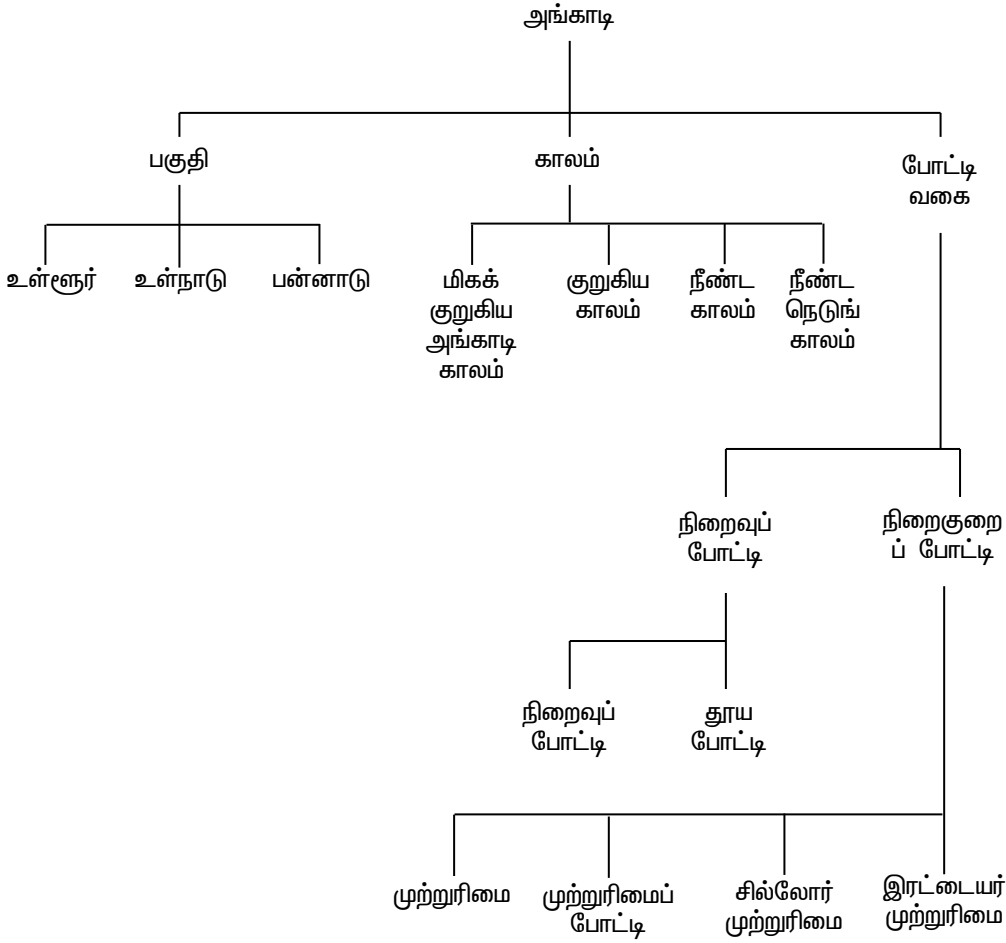 அங்காடி
பகுதி
காலம்
போட்டி
வகை
உள்ளூர்
உள்நாடு
பன்னாடு
மிகக்
குறுகிய
அங்காடி
காலம்
குறுகிய
காலம்
நீண்ட
காலம்
நீண்ட
நெடுங்
காலம்
நிறைவுப்
போட்டி
நிறைகுறை
ப் போட்டி
நிறைவுப்
போட்டி
தூய
போட்டி
முற்றுரிமை
முற்றுரிமைப்
போட்டி
சில்லோர்
முற்றுரிமை
இரட்டையர்
முற்றுரிமை